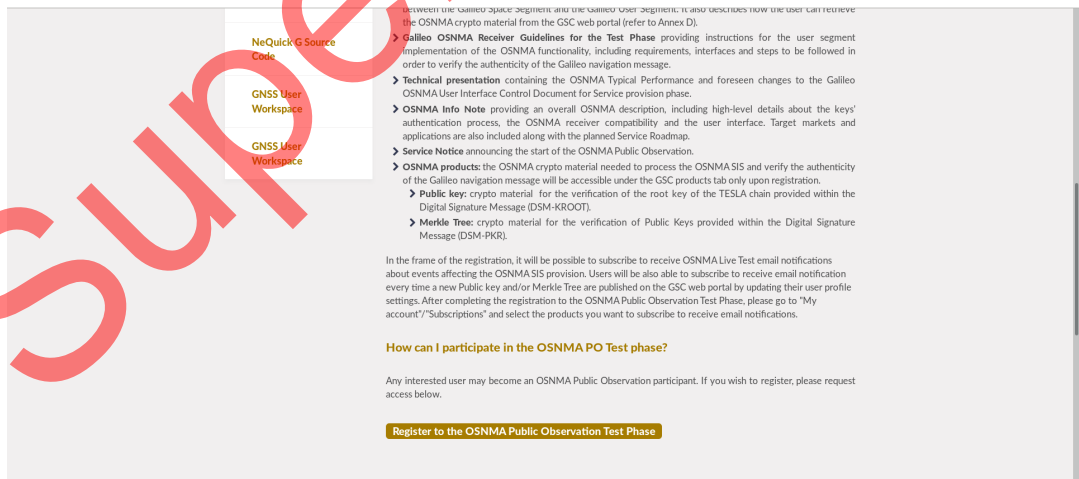 between the Galileo Space Segment and the Galileo User Segment. It also describes how the user can retrieve
the OSNMA crypto material from the GSC web portal (refer to Annex D).
Galileo OSNMA Receiver Guidelines for the Test Phase providing instructions for the user segment
implementation of the OSNMA functionality, including requirements, interfaces and steps to be followed in
order to verify the authenticity of the Galileo navigation message.
Technical presentation containing the OSNMA Typical Performance and foreseen changes to the Galileo
OSNMA User Interface Control Document for Service provision phase.
OSNMA Info Note providing an overall OSNMA description, including high-level details about the keys'
authentication process, the OSNMA receiver compatibility and the user interface. Target markets and
applications are also included along with the planned Service Roadmap.
Service Notice announcing the start of the OSNMA Public Observation.
OSNMA products: the OSNMA crypto material needed to process the OSNMA SIS and verify the authenticity
of the Galileo navigation message will be accessible under the GSC products tab only upon registration.
Public key: crypto material for the verification of the root key of the TESLA chain provided within the
Digital Signature Message (DSM-KROOT).
Merkle Tree: crypto material for the verification of Public Keys provided within the Digital Signature
Message (DSM-PKR).
In the frame of the registration, it will be possible to subscribe to receive OSNMA Live Test email notifications
about events affecting the OSNMA SIS provision. Users will be also able to subscribe to receive email notification
every time a new Public key and/or Merkle Tree are published on the GSC web portal by updating their user profile
settings. After completing the registration to the OSNMA Public Observation Test Phase, please go to "My
account"/"Subscriptions" and select the products you want to subscribe to receive email notifications.
How can I participate in the OSNMA PO Test phase?
Any interested user may become an OSNMA Public Observation participant. If you wish to register, please request
access below.
Register to the OSNMA Public Observation Test Phase
NeQuick G Source
Code
GNSS User
Workspace
GNSS User
Workspace
Supe